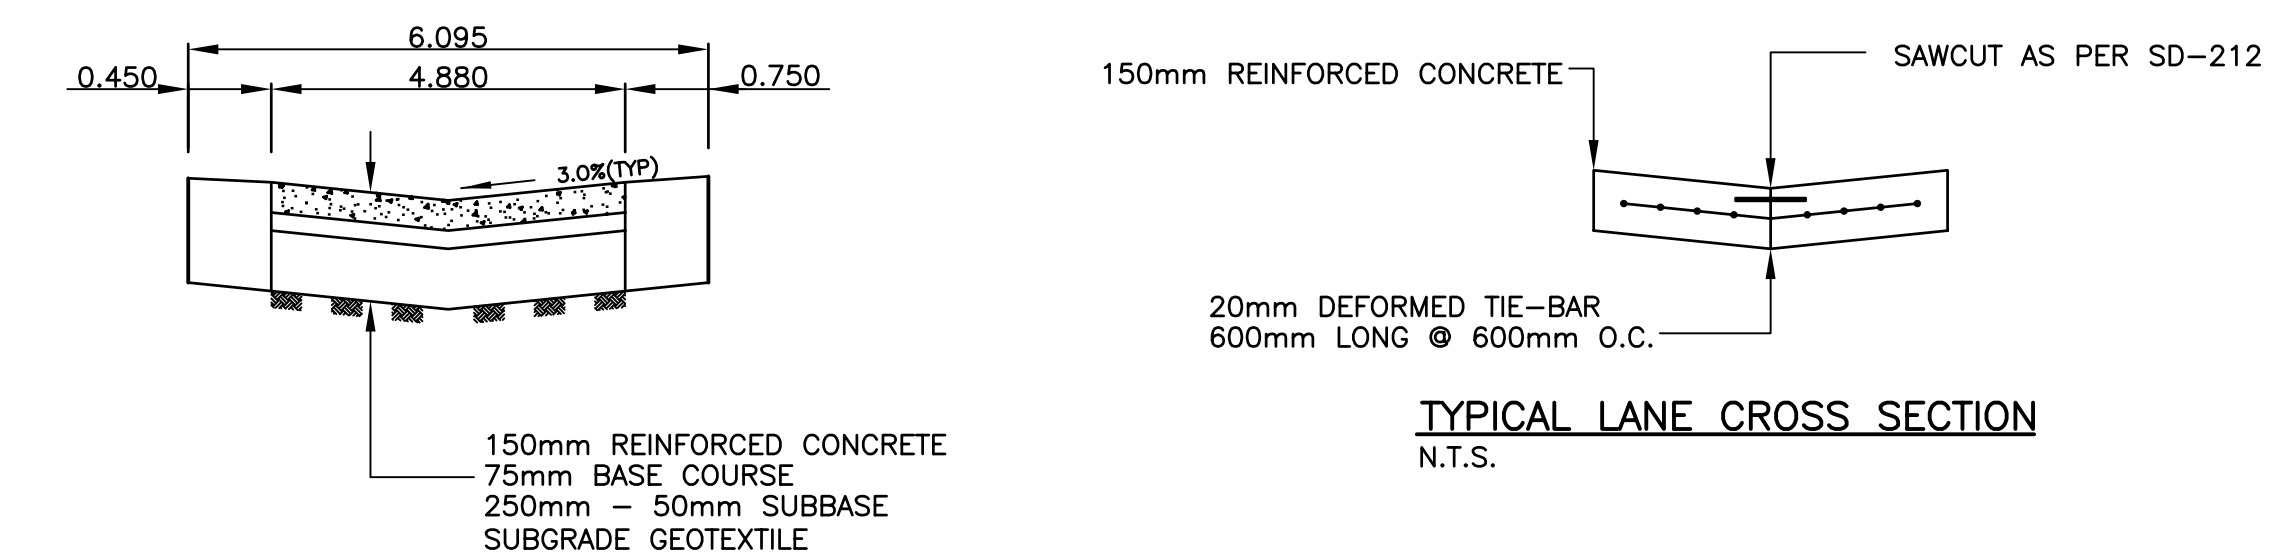 6.095
0.450 4.880 0.750
3.0%(TYP)
150mm REINFORCED CONCRETE
75mm BASE COURSE
250mm - 50mm SUBBASE
SUBGRADE GEOTEXTILE
150mm REINFORCED CONCRETE
SAWCUT AS PER SD-212
20mm DEFORMED TIE-BAR
600mm LONG @ 600mm O.C.
TYPICAL LANE CROSS SECTION
N.T.S.